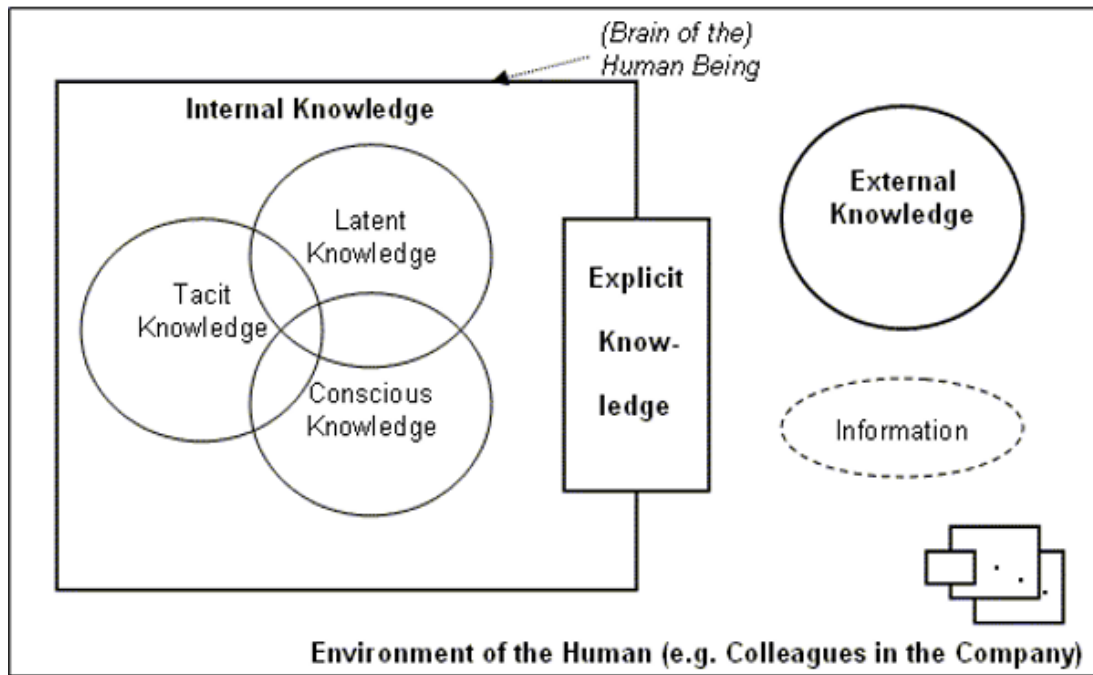 (Brain of the)
Human Being
Internal Knowledge
Latent
Knowledge
Tacit
Knowledge
Conscious
Knowledge
Explicit
Know-
ledge
External
Knowledge
Information
Environment of the Human (e.g. Colleagues in the Company)